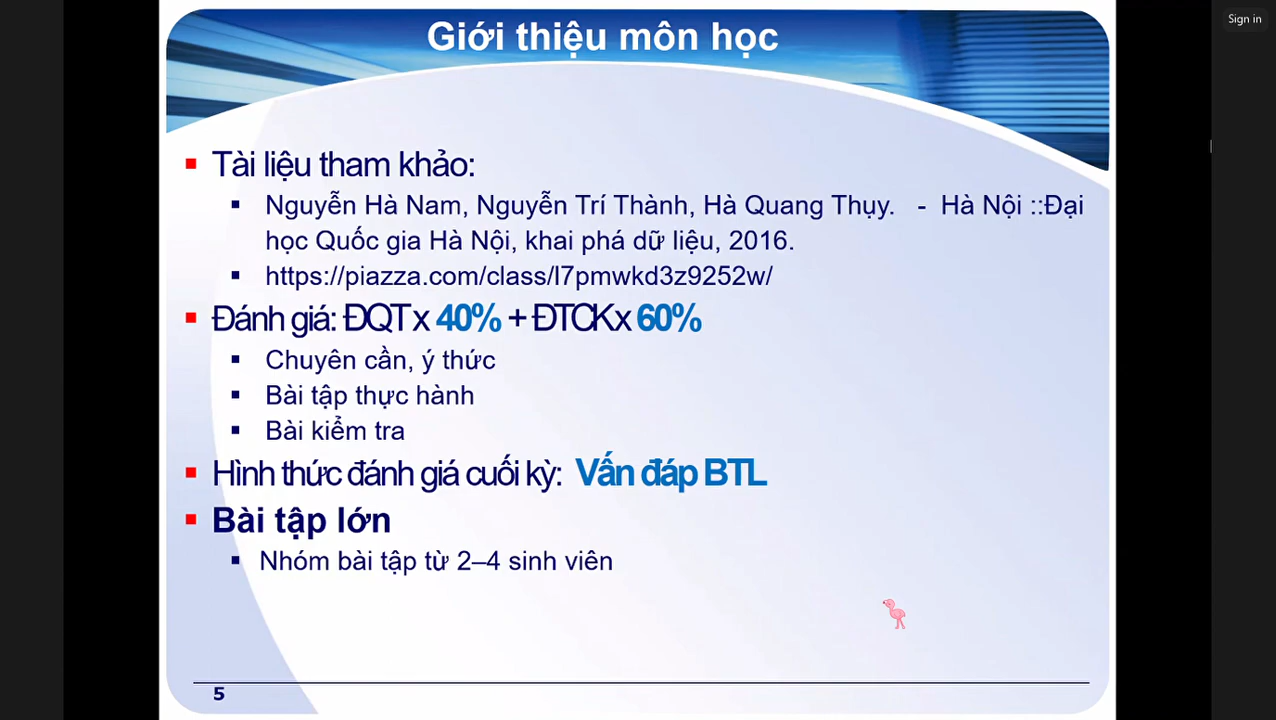 Sign in
Giới thiệu môn học
Tài liệu tham khảo:
Nguyễn Hà Nam, Nguyễn Trí Thành, Hà Quang Thụy. - Hà Nội ::Đại
học Quốc gia Hà Nội, khai phá dữ liệu, 2016.
https://piazza.com/class/l7pmwkd3z9252w/
Đánh giá: ĐQT x 40% + ĐTCK x 60%
Chuyên cần, ý thức
Bài tập thực hành
Bài kiểm tra
Hình thức đánh giá cuối kỳ: Vấn đáp BTL
Bài tập lớn
Nhóm bài tập từ 2–4 sinh viên
5